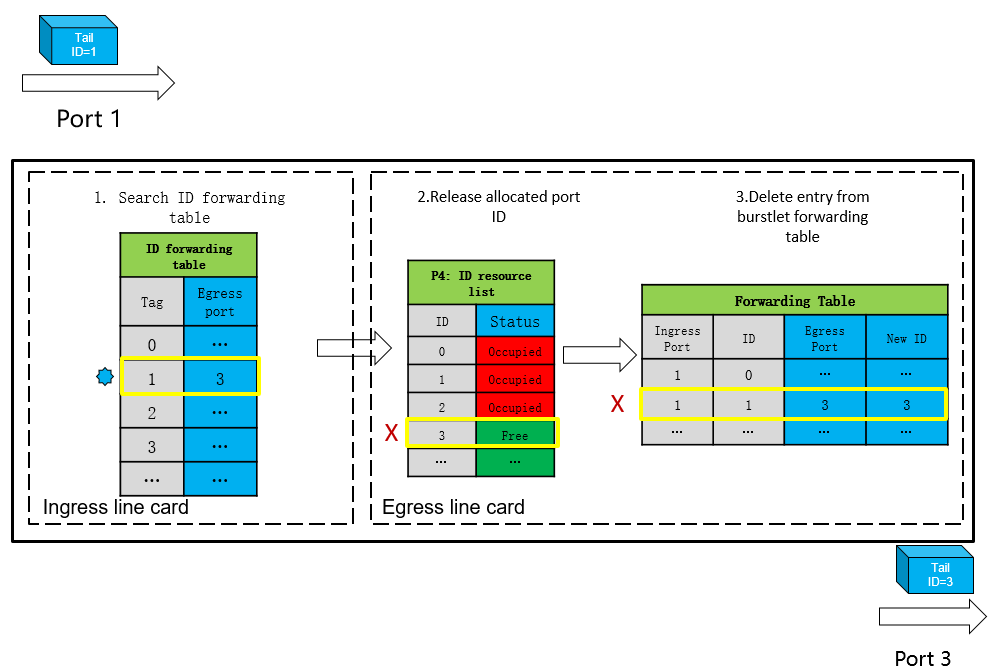 Tail
ID=1
Port 1
1. Search ID forwarding
table
ID forwarding
table
Tag
Egress
port
0
...
1
3
2
...
3
...
...
...
Ingress line card
2.Release allocated port
ID
P4: ID resource
list
ID
Status
0
Occupied
1
Occupied
2
Occupied
X
3
Free
...
...
Egress line card
3.Delete entry from
burstlet forwarding
table
Forwarding Table
Ingress
Port
ID
Egress
Port
New ID
1
0
...
...
X
1
1
3
3
...
...
...
...
Tail
ID=3
Port 3